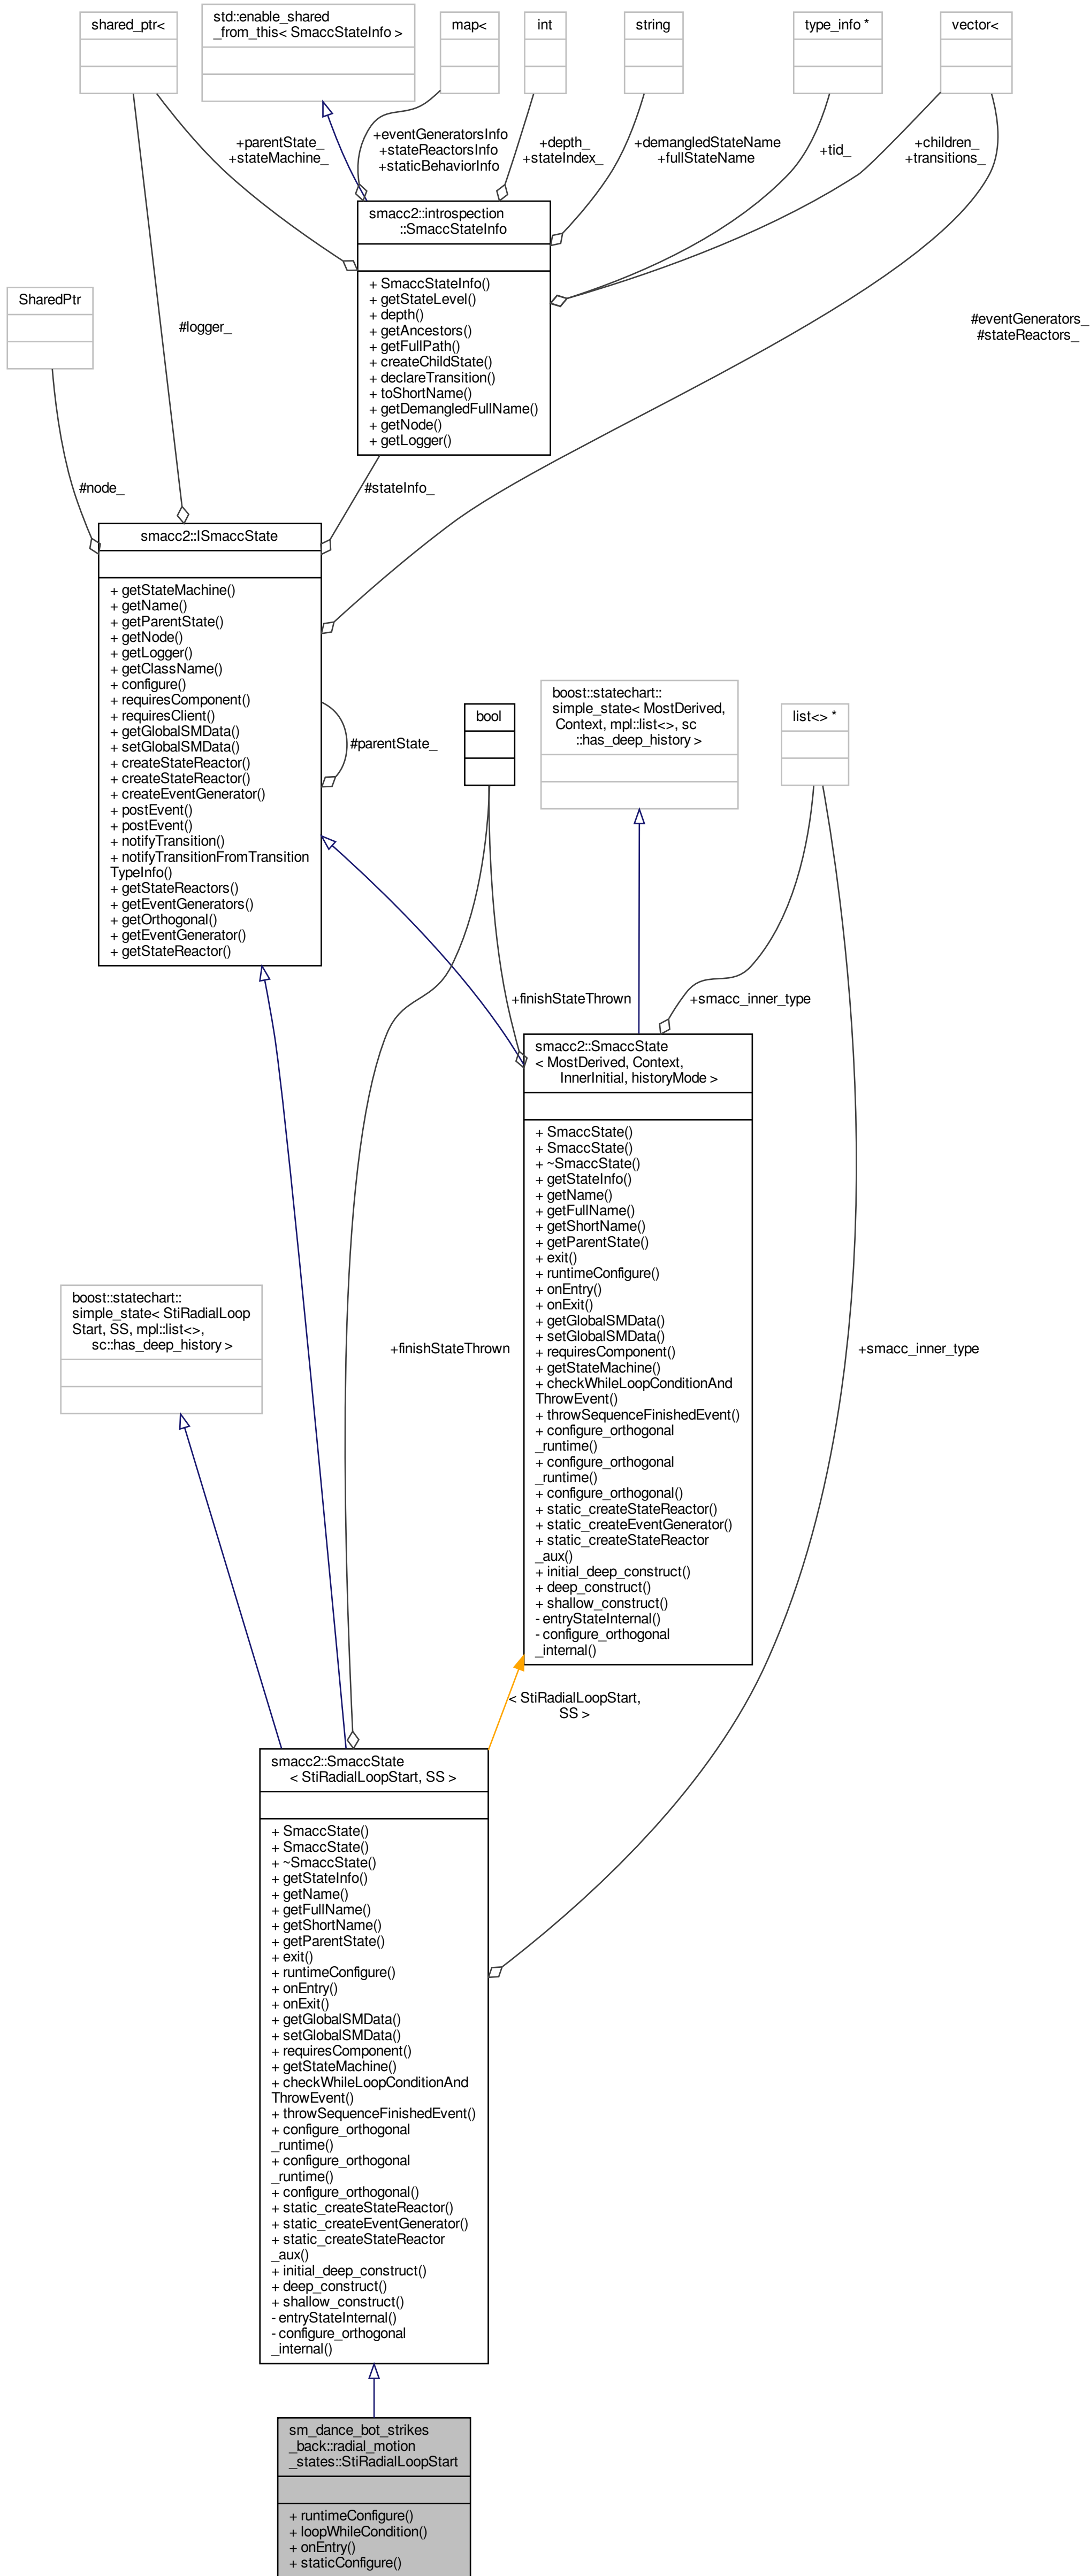 shared_ptr<
std::enable_shared
_from_this< SmaccStateInfo >
map<
int
string
type_info *
vector<
+parentState_
+stateMachine_
+eventGeneratorsInfo
+stateReactorsInfo
+staticBehaviorInfo
+depth_
+stateIndex_
+demangledStateName
+fullStateName
+tid_
+children_
+transitions_
smacc2::introspection
::SmaccStateInfo
+ SmaccStateInfo()
+ getStateLevel()
+ depth()
+ getAncestors()
+ getFullPath()
+ createChildState()
+ declareTransition()
+ toShortName()
+ getDemangledFullName()
+ getNode()
+ getLogger()
SharedPtr
#logger_
#eventGenerators_
#stateReactors_
#node_
#stateInfo_
smacc2::ISmaccState
+ getStateMachine()
+ getName()
+ getParentState()
+ getNode()
+ getLogger()
+ getClassName()
+ configure()
+ requiresComponent()
+ requiresClient()
+ getGlobalSMData()
+ setGlobalSMData()
+ createStateReactor()
+ createStateReactor()
+ createEventGenerator()
+ postEvent()
+ postEvent()
+ notifyTransition()
+ notifyTransitionFromTransition
TypeInfo()
+ getStateReactors()
+ getEventGenerators()
+ getOrthogonal()
+ getEventGenerator()
+ getStateReactor()
#parentState_
bool
boost::statechart::
simple_state< MostDerived,
Context, mpl::list<>, sc
::has_deep_history >
list<> *
+finishStateThrown
+smacc_inner_type
smacc2::SmaccState
< MostDerived, Context,
InnerInitial, historyMode >
+ SmaccState()
+ SmaccState()
+ ~SmaccState()
+ getStateInfo()
+ getName()
+ getFullName()
+ getShortName()
+ getParentState()
+ exit()
+ runtimeConfigure()
+ onEntry()
+ onExit()
+ getGlobalSMData()
+ setGlobalSMData()
+ requiresComponent()
+ getStateMachine()
+ checkWhileLoopConditionAnd
ThrowEvent()
+ throwSequenceFinishedEvent()
+ configure_orthogonal
_runtime()
+ configure_orthogonal
_runtime()
+ configure_orthogonal()
+ static_createStateReactor()
+ static_createEventGenerator()
+ static_createStateReactor
_aux()
+ initial_deep_construct()
+ deep_construct()
+ shallow_construct()
- entryStateInternal()
- configure_orthogonal
_internal()
boost::statechart::
simple_state< StiRadialLoop
Start, SS, mpl::list<>,
sc::has_deep_history >
+finishStateThrown
+smacc_inner_type
< StiRadialLoopStart,
SS >
smacc2::SmaccState
< StiRadialLoopStart, SS >
+ SmaccState()
+ SmaccState()
+ ~SmaccState()
+ getStateInfo()
+ getName()
+ getFullName()
+ getShortName()
+ getParentState()
+ exit()
+ runtimeConfigure()
+ onEntry()
+ onExit()
+ getGlobalSMData()
+ setGlobalSMData()
+ requiresComponent()
+ getStateMachine()
+ checkWhileLoopConditionAnd
ThrowEvent()
+ throwSequenceFinishedEvent()
+ configure_orthogonal
_runtime()
+ configure_orthogonal
_runtime()
+ configure_orthogonal()
+ static_createStateReactor()
+ static_createEventGenerator()
+ static_createStateReactor
_aux()
+ initial_deep_construct()
+ deep_construct()
+ shallow_construct()
- entryStateInternal()
- configure_orthogonal
_internal()
sm_dance_bot_strikes
_back::radial_motion
_states::StiRadialLoopStart
+ runtimeConfigure()
+ loopWhileCondition()
+ onEntry()
+ staticConfigure()